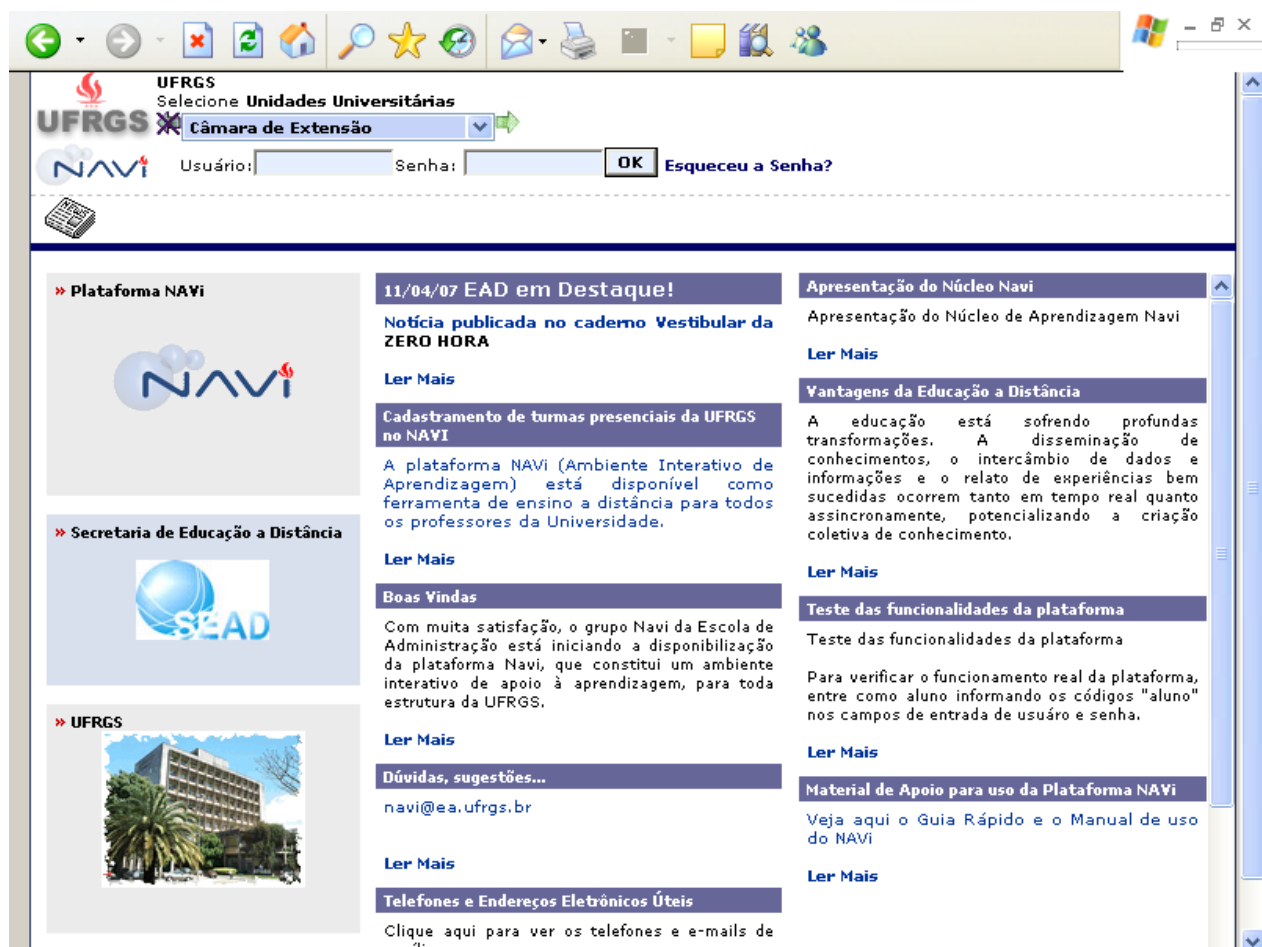 UFRGS
Selecione Unidades Universitárias
UFRGS
Câmara de Extensão
NAVi
Usuário:
Senha:
OK
Esqueceu a Senha?
NEWS
» Plataforma NAVi
NAVi
» Secretaria de Educação a Distância
SEAD
» UFRGS
11/04/07 EAD em Destaque!
Notícia publicada no caderno Vestibular da
ZERO HORA
Ler Mais
Cadastramento de turmas presenciais da UFRGS
no NAVI
A plataforma NAVi (Ambiente Interativo de
Aprendizagem) está disponível como
ferramenta de ensino a distância para todos
os professores da Universidade.
Ler Mais
Boas Vindas
Com muita satisfação, o grupo Navi da Escola de
Administração está iniciando a disponibilização
da plataforma Navi, que constitui um ambiente
interativo de apoio à aprendizagem, para toda
estrutura da UFRGS.
Ler Mais
Dúvidas, sugestões...
navi@ea.ufrgs.br
Ler Mais
Telefones e Endereços Eletrônicos Úteis
Clique aqui para ver os telefones e e-mails de
Apresentação do Núcleo Navi
Apresentação do Núcleo de Aprendizagem Navi
Ler Mais
Vantagens da Educação a Distância
A educação está sofrendo profundas
transformações. A disseminação de
conhecimentos, o intercâmbio de dados e
informações e o relato de experiências bem
sucedidas ocorrem tanto em tempo real quanto
assincronamente, potencializando a criação
coletiva de conhecimento.
Ler Mais
Teste das funcionalidades da plataforma
Teste das funcionalidades da plataforma
Para verificar o funcionamento real da plataforma,
entre como aluno informando os códigos "aluno"
nos campos de entrada de usuáro e senha.
Ler Mais
Material de Apoio para uso da Plataforma NAVi
Veja aqui o Guia Rápido e o Manual de uso
do NAVi
Ler Mais